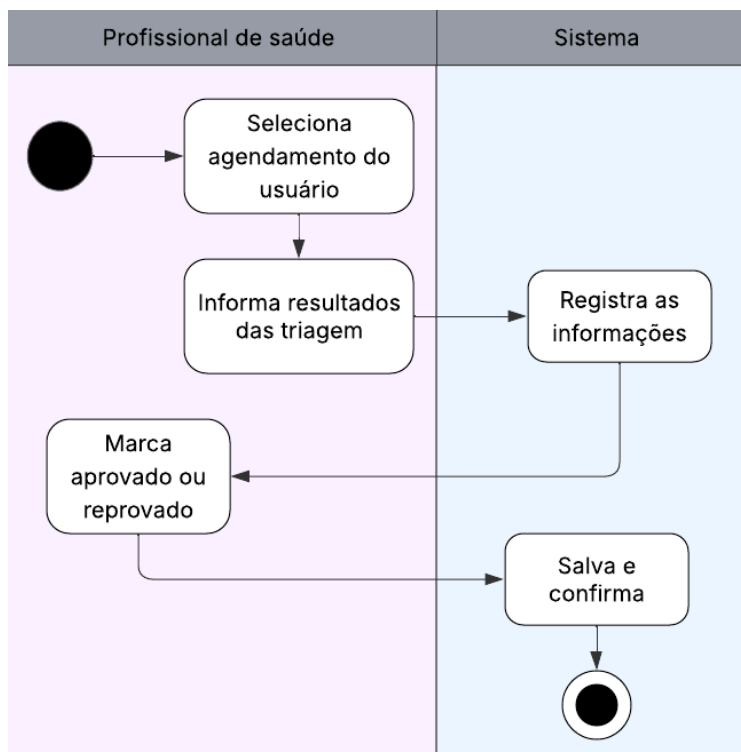 Profissional de saúde
Sistema
Seleciona
agendamento do
usuário
Informa resultados
das triagem
Registra as
informações
Marca
aprovado ou
reprovado
Salva e
confirma